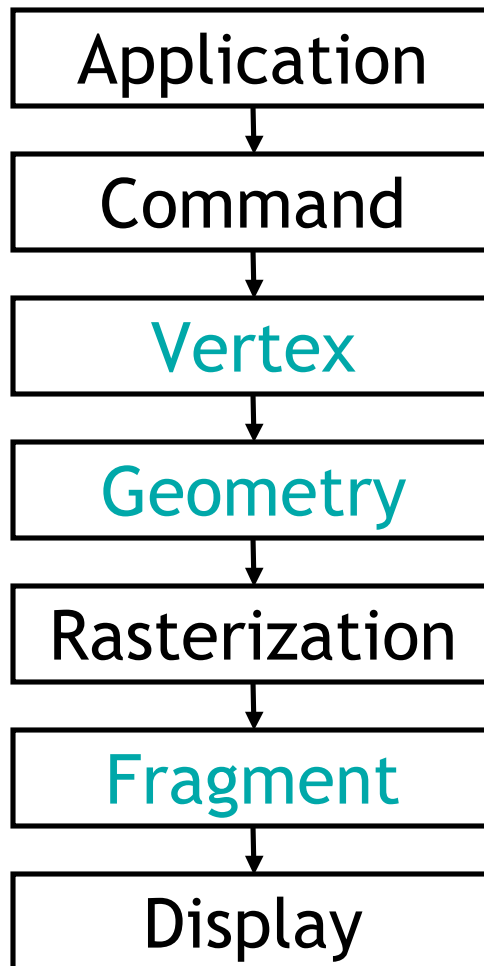 Application
Command
Vertex
Geometry
Rasterization
Fragment
Display